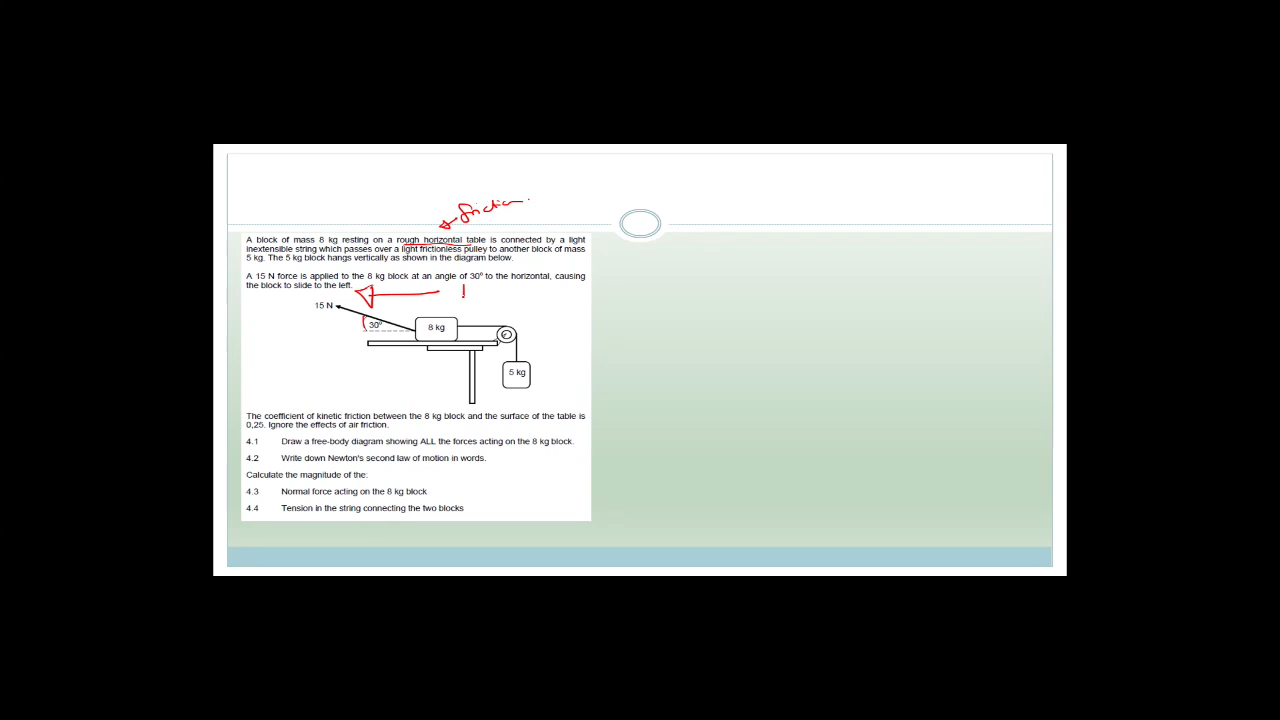 friction
A block of mass 8 kg resting on a rough horizontal table is connected by a light
inextensible string which passes over a light frictionless pulley to another block of mass
5 kg. The 5 kg block hangs vertically as shown in the diagram below.
A 15 N force is applied to the 8 kg block at an angle of 30º to the horizontal, causing
the block to slide to the left.
15 N
30º
8 kg
5 kg
The coefficient of kinetic friction between the 8 kg block and the surface of the table is
0,25. Ignore the effects of air friction.
4.1 Draw a free-body diagram showing ALL the forces acting on the 8 kg block.
4.2 Write down Newton's second law of motion in words.
Calculate the magnitude of the:
4.3 Normal force acting on the 8 kg block
4.4 Tension in the string connecting the two blocks